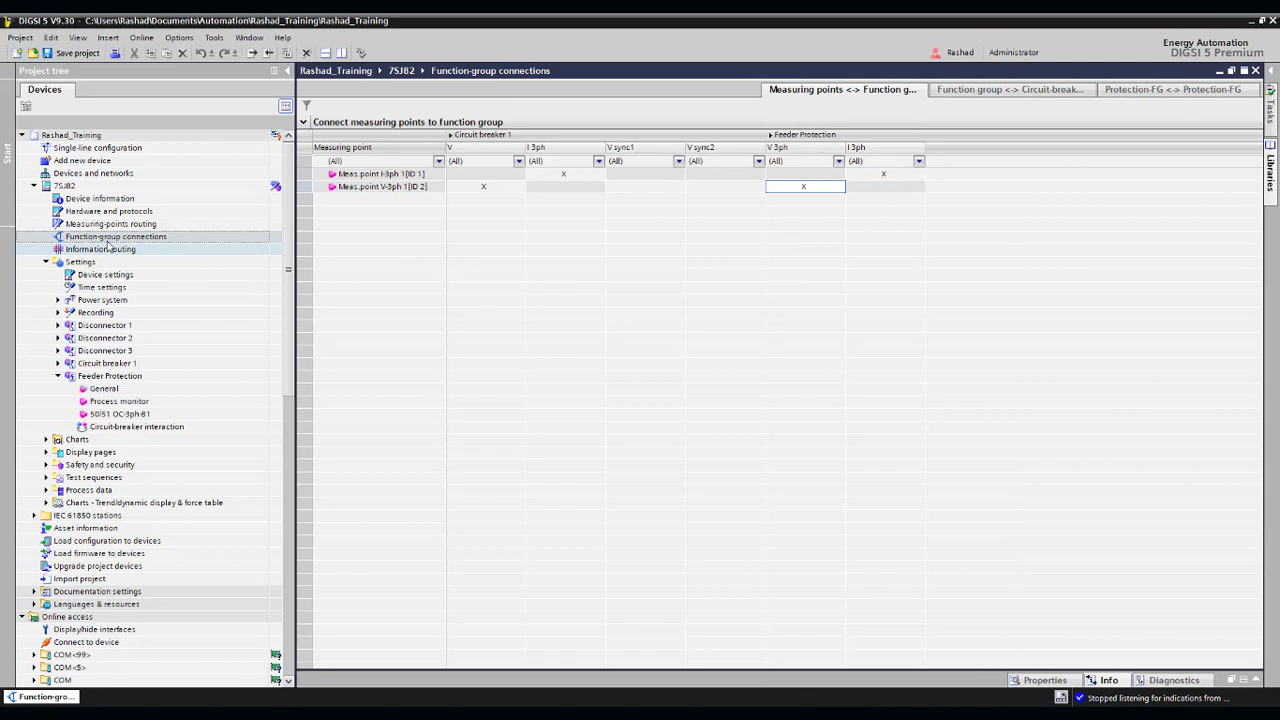 DIGSI 5 V9.30 - C:\Users\Rashad\Documents\Automation\Rashad_Training\Rashad_Training
Project Edit View Insert Online Options Tools Window Help
Energy Automation
DIGSI 5 Premium
Save project
Rashad Administrator
Project tree
Rashad_Training 7SJ82 Function-group connections
Devices
Measuring points <-> Function g... Function group <-> Circuit-break... Protection-FG <-> Protection-FG
Start
Tasks
Libraries
Connect measuring points to function group
Circuit breaker 1 Feeder Protection
Measuring point V I 3ph V sync1 V sync2 V 3ph I 3ph
(All) (All) (All) (All) (All) (All) (All)
Meas.point I-3ph 1[ID 1] X X
Meas.point V-3ph 1[ID 2] X X
Rashad_Training
Single-line configuration
Add new device
Devices and networks
7SJ82
Device information
Hardware and protocols
Measuring-points routing
Function-group connections
Information routing
Settings
Device settings
Time settings
Power system
Recording
Disconnector 1
Disconnector 2
Disconnector 3
Circuit breaker 1
Feeder Protection
General
Process monitor
50/51 OC-3ph-B1
Circuit-breaker interaction
Charts
Display pages
Safety and security
Test sequences
Process data
Charts - Trend/dynamic display & force table
IEC 61850 stations
Asset information
Load configuration to devices
Load firmware to devices
Upgrade project devices
Import project
Documentation settings
Languages & resources
Online access
Display/hide interfaces
Connect to device
COM<99>
COM<5>
COM
Properties Info Diagnostics
Function-gro...
Stopped listening for indications from ...